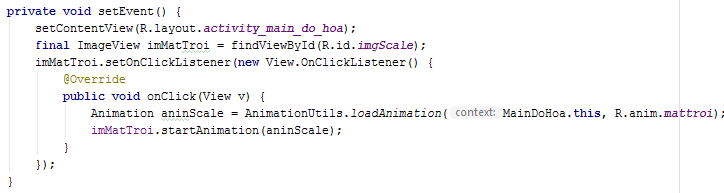 private void setEvent() {
    setContentView(R.layout.activity_main_do_hoa);
    final ImageView imMatTroi = findViewById(R.id.imgScale);
    imMatTroi.setOnClickListener(new View.OnClickListener() {
        @Override
        public void onClick(View v) {
            Animation aninScale = AnimationUtils.loadAnimation( context: MainDoHoa.this, R.anim.mattroi);
            imMatTroi.startAnimation(aninScale);
        }
    });
}